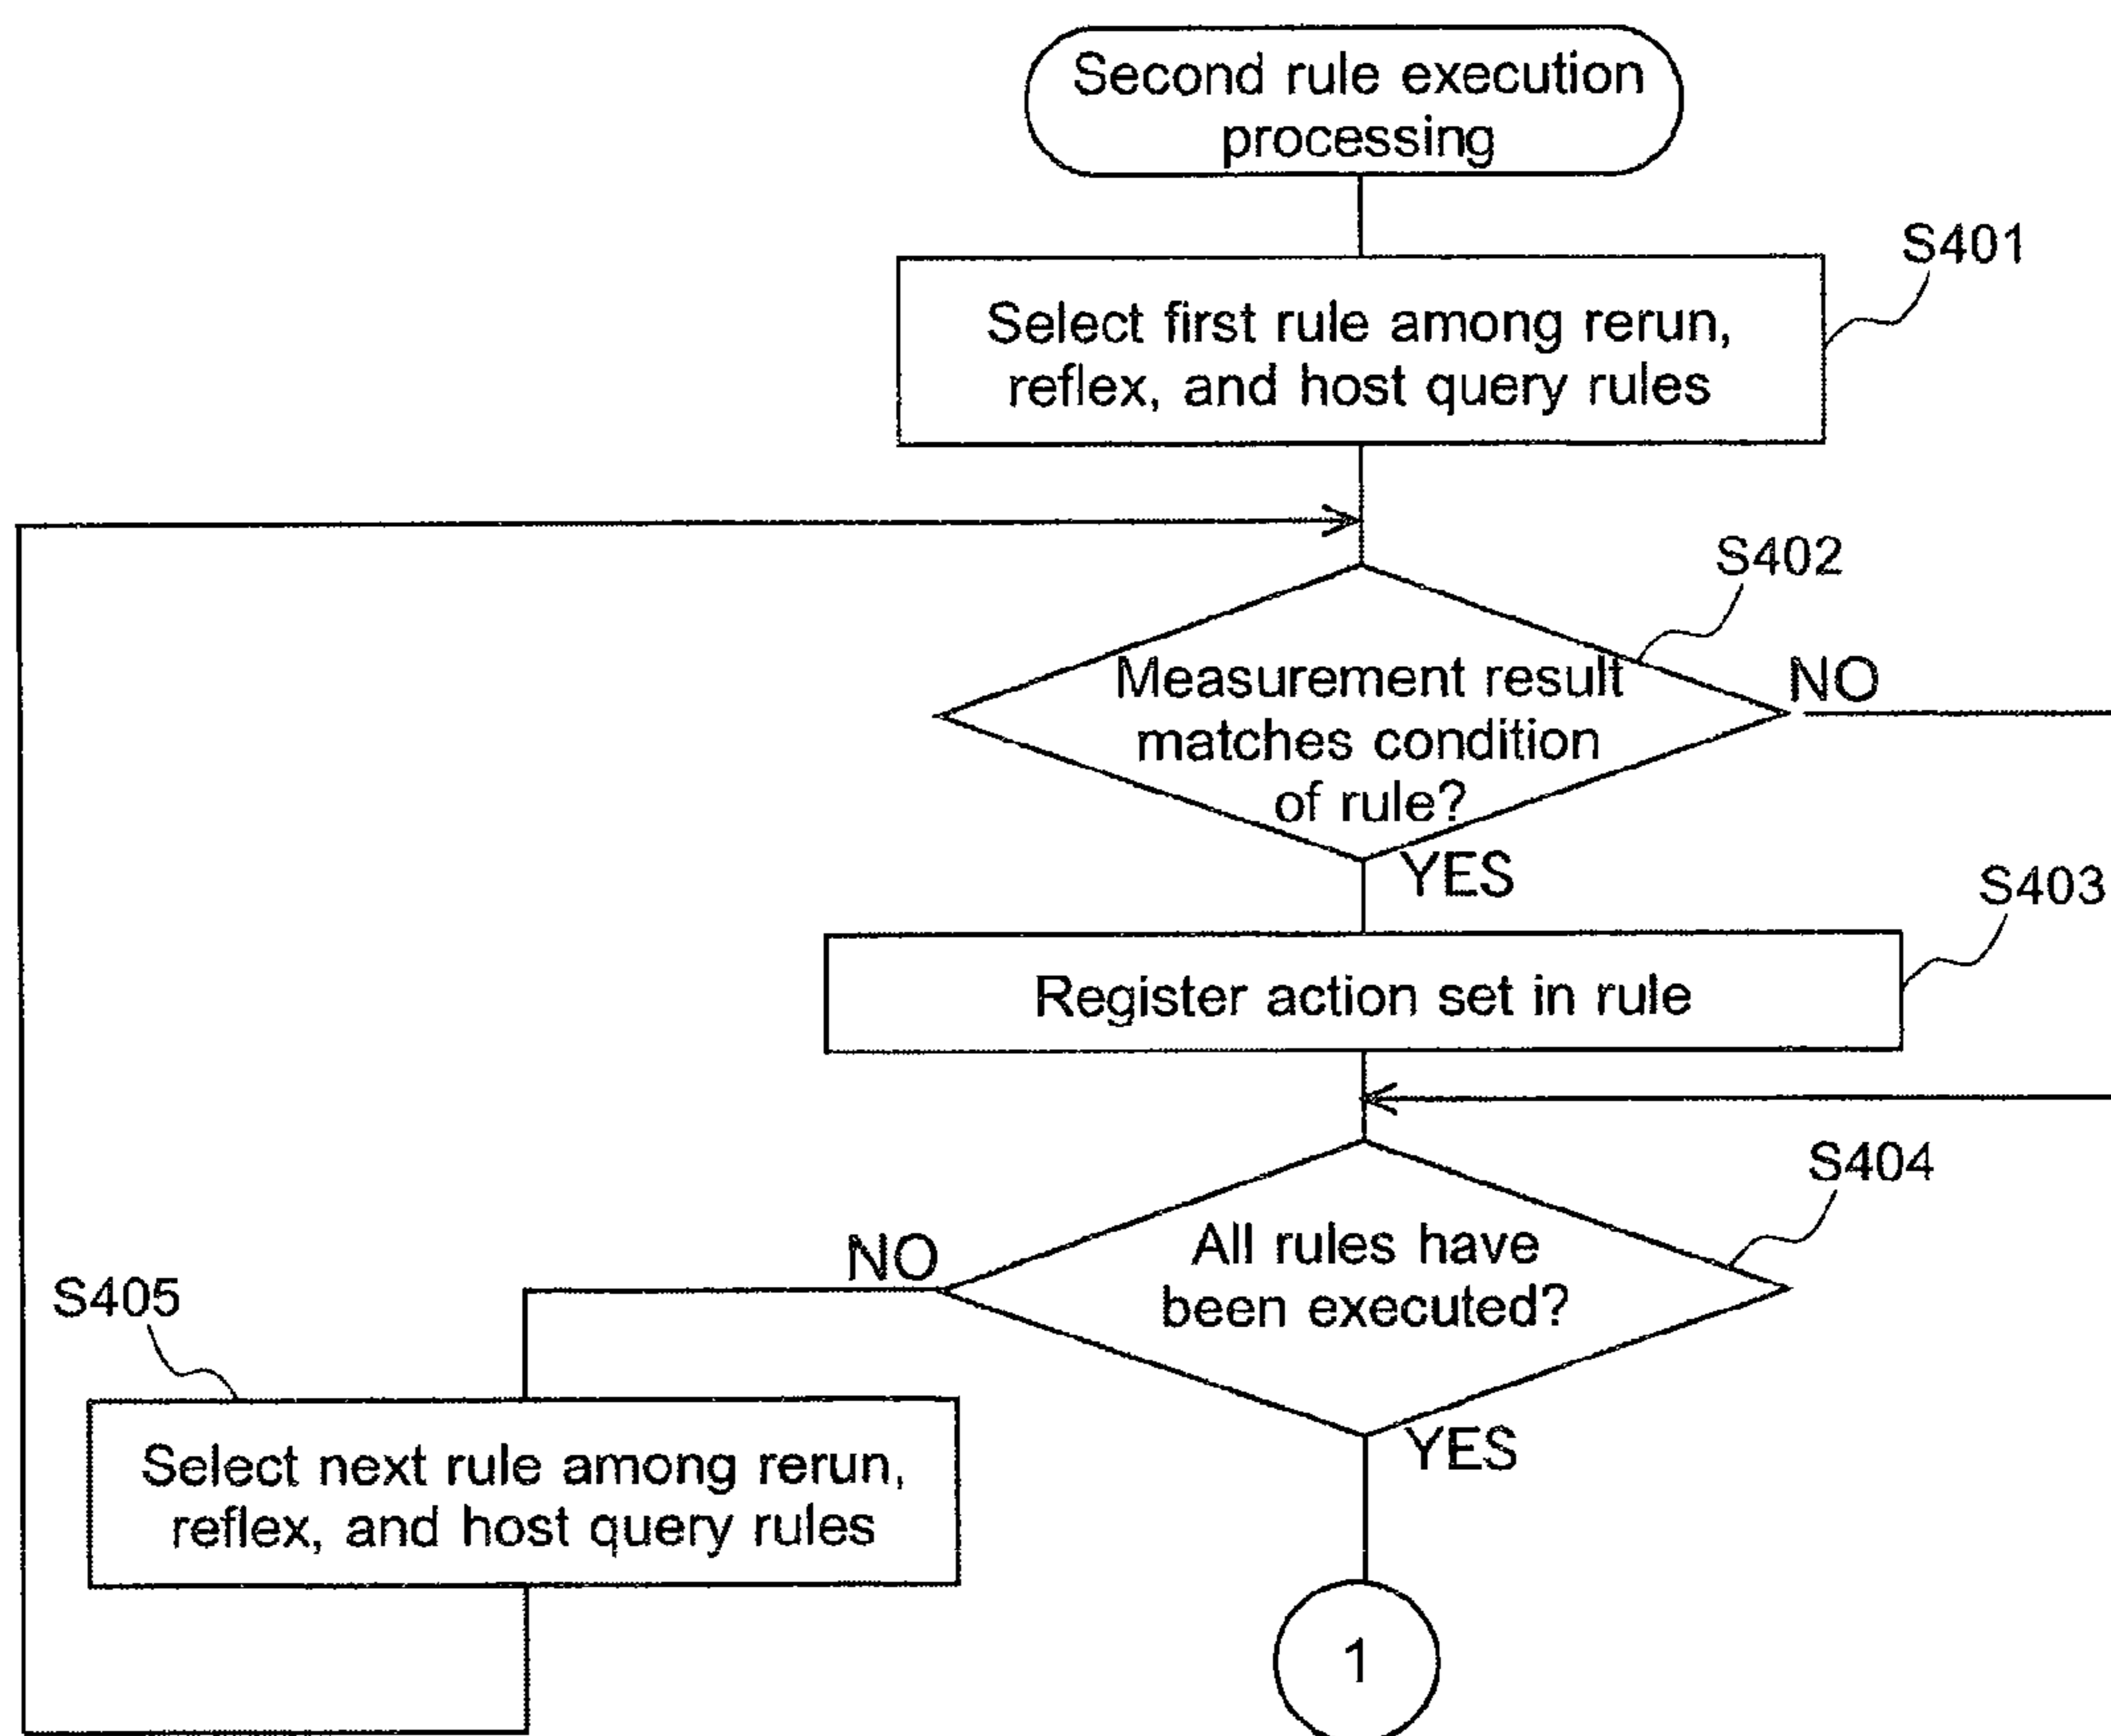 Second rule execution
processing
S401
Select first rule among rerun,
reflex, and host query rules
S402
Measurement result
matches condition
of rule?
NO
YES
S403
Register action set in rule
S404
All rules have
been executed?
NO
YES
S405
Select next rule among rerun,
reflex, and host query rules
1